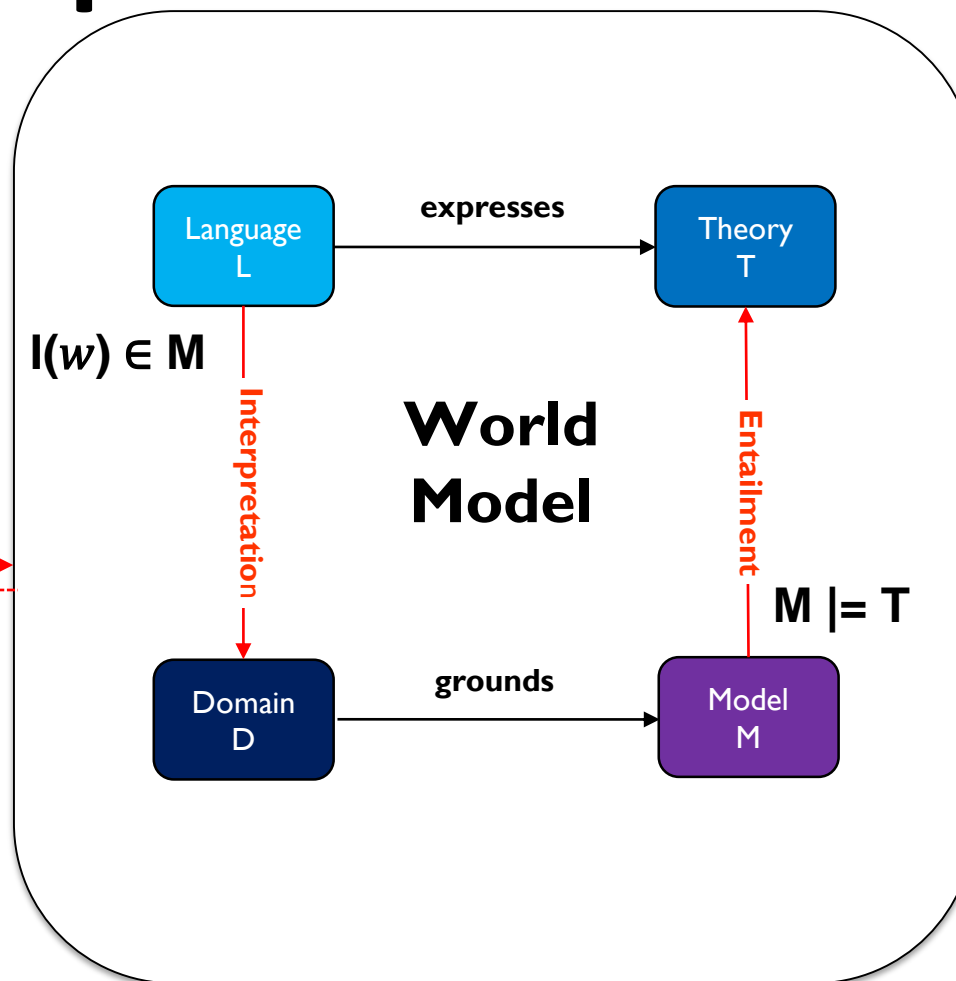 expresses
Language
L
Theory
T
I(w) ∈ M
Interpretation
World
Model
Entailment
M |= T
grounds
Domain
D
Model
M